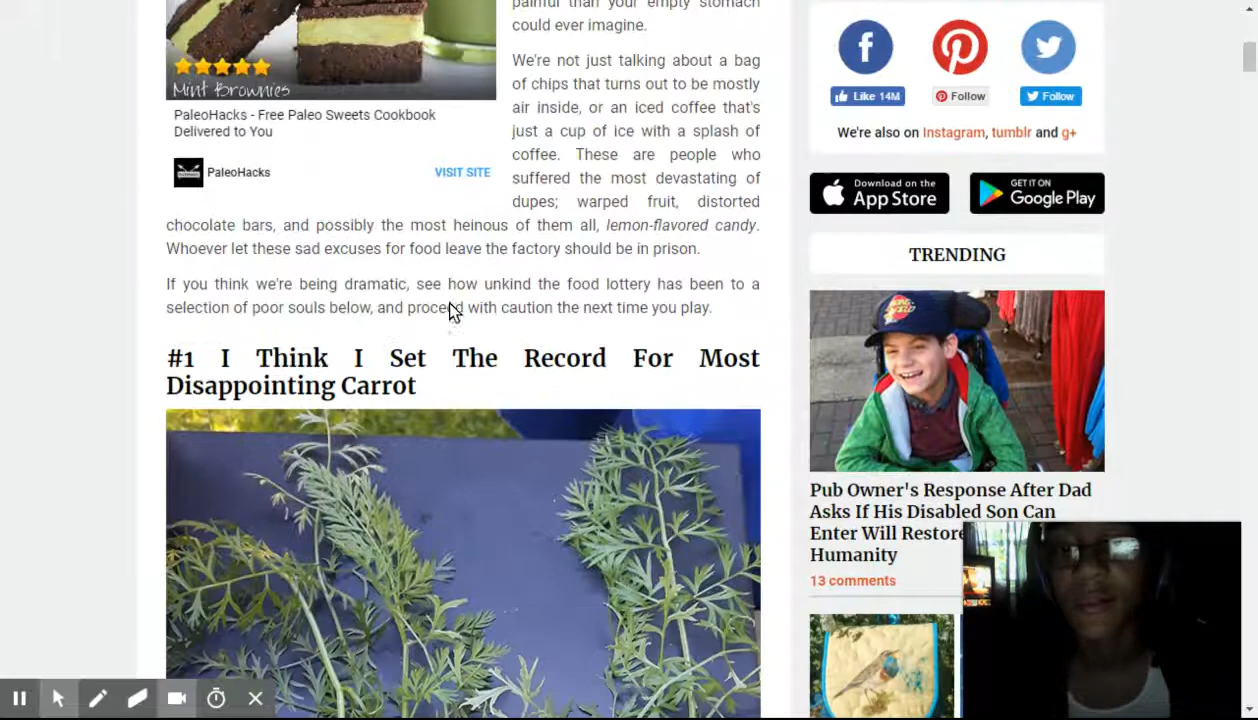 painful than your empty stomach
could ever imagine.
Mint Brownies
PaleoHacks - Free Paleo Sweets Cookbook
Delivered to You
PaleoHacks
VISIT SITE
We're not just talking about a bag
of chips that turns out to be mostly
air inside, or an iced coffee that's
just a cup of ice with a splash of
coffee. These are people who
suffered the most devastating of
dupes; warped fruit, distorted
chocolate bars, and possibly the most heinous of them all, lemon-flavored candy.
Whoever let these sad excuses for food leave the factory should be in prison.
If you think we're being dramatic, see how unkind the food lottery has been to a
selection of poor souls below, and proceed with caution the next time you play.
#1 I Think I Set The Record For Most
Disappointing Carrot
Like 14M
Follow
Follow
We're also on Instagram, tumblr and g+
Download on the
App Store
GET IT ON
Google Play
TRENDING
Pub Owner's Response After Dad
Asks If His Disabled Son Can
Enter Will Restore
Humanity
13 comments